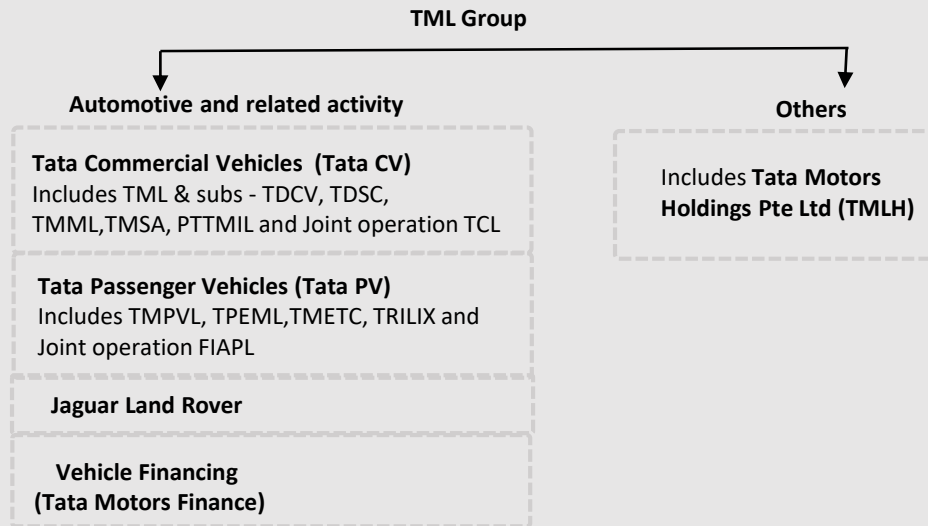 TML Group
Automotive and related activity
Tata Commercial Vehicles (Tata CV)
Includes TML & subs - TDCV, TDSC,
TMML,TMSA, PTTMIL and Joint operation TCL
Tata Passenger Vehicles (Tata PV)
Includes TMPVL, TPEML,TMETC, TRILIX and
Joint operation FIAPL
Jaguar Land Rover
Vehicle Financing
(Tata Motors Finance)
Others
Includes Tata Motors
Holdings Pte Ltd (TMLH)